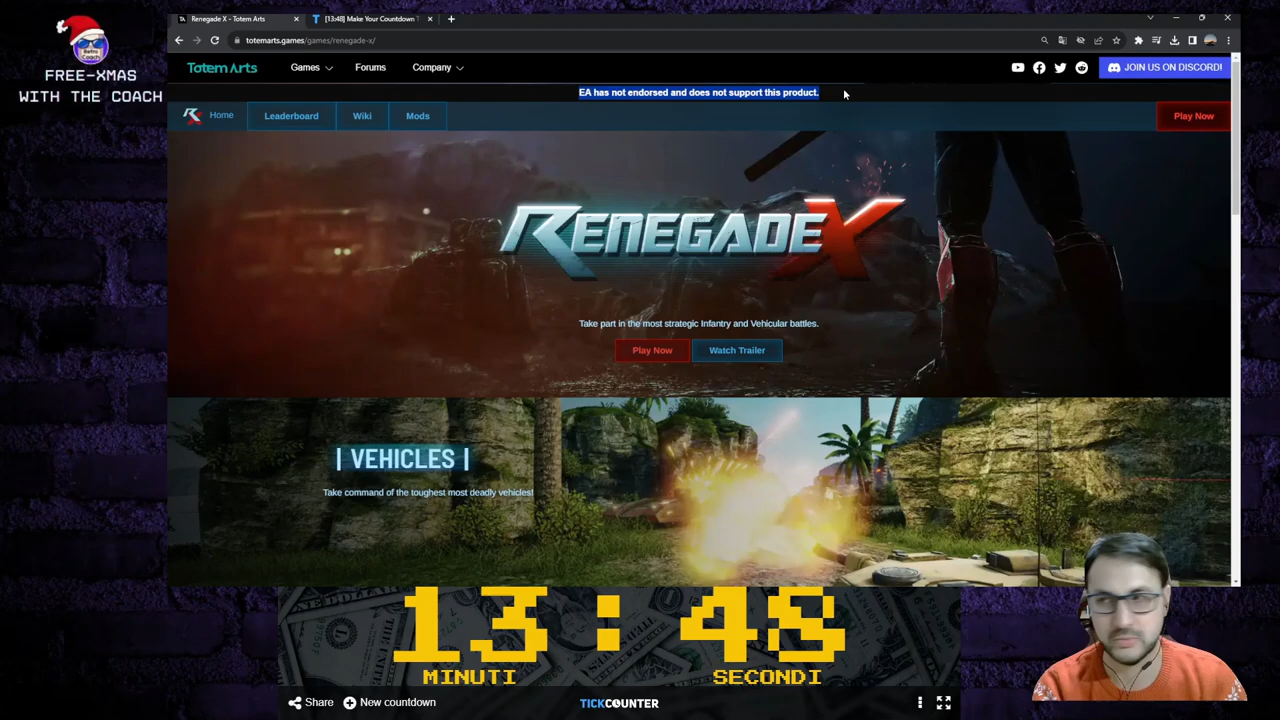 Renegade X - Totem Arts
[13:48] Make Your Countdown T
totemarts.games/games/renegade-x/
Retro Coach
FREE-XMAS
WITH THE COACH
Totem Arts
Games
Forums
Company
JOIN US ON DISCORD!
EA has not endorsed and does not support this product.
Home
Leaderboard
Wiki
Mods
Play Now
RENEGADE X
Take part in the most strategic Infantry and Vehicular battles.
Play Now
Watch Trailer
| VEHICLES |
Take command of the toughest most deadly vehicles!
13 : 48
MINUTI
SECONDI
Share
New countdown
TICKCOUNTER